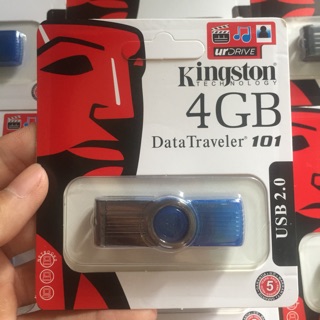 urDRIVE
Kingston
TECHNOLOGY
4GB
DataTraveler 101
USB 2.0
5